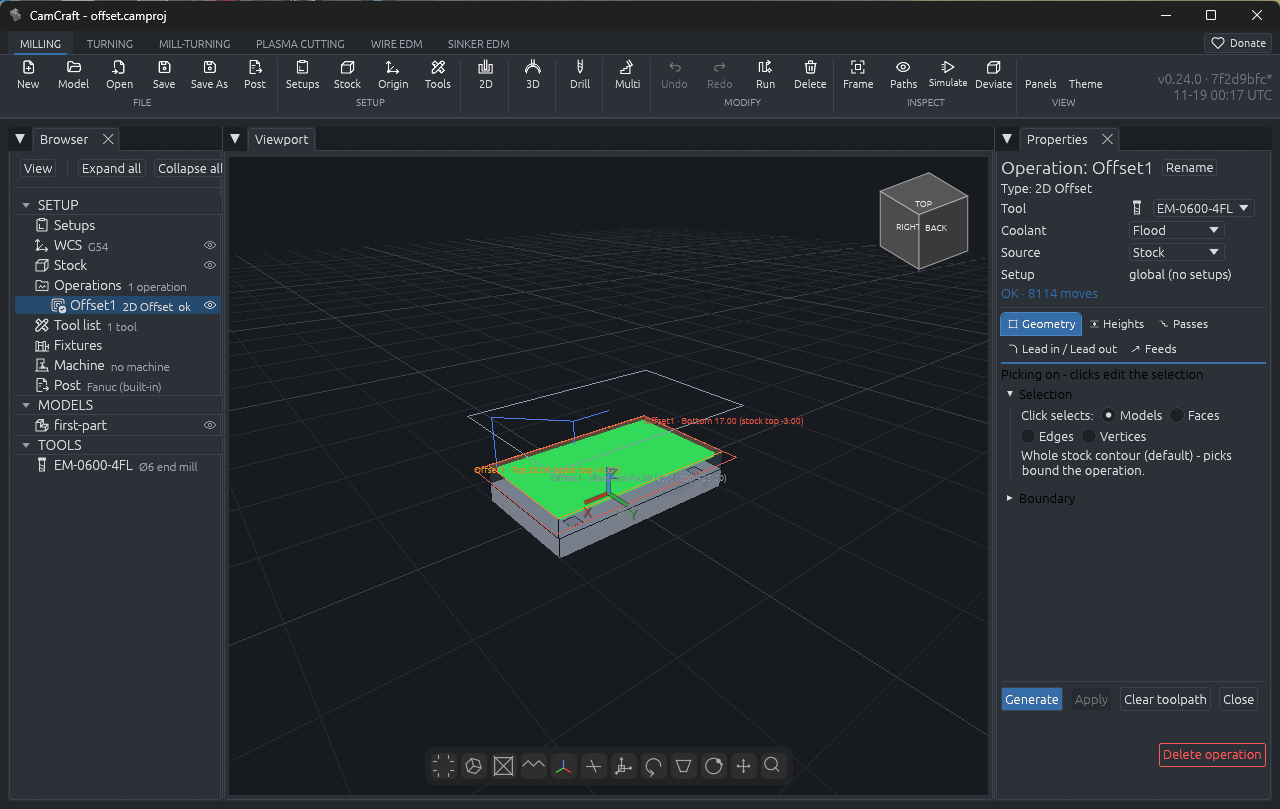 CamCraft - offset.camproj
MILLING TURNING MILL-TURNING PLASMA CUTTING WIRE EDM SINKER EDM Donate
New Model Open Save Save As Post Setups Stock Origin Tools 2D 3D Drill Multi Undo Redo Run Delete Frame Paths Simulate Deviate Panels Theme
FILE SETUP MODIFY INSPECT VIEW
v0.24.0 · 7f2d9bfc*
11-19 00:17 UTC
Browser Viewport Properties
View Expand all Collapse all
SETUP
Setups
WCS G54
Stock
Operations 1 operation
Offset1 2D Offset ok
Tool list 1 tool
Fixtures
Machine no machine
Post Fanuc (built-in)
MODELS
first-part
TOOLS
EM-0600-4FL Ø6 end mill
TOP
RIGHT BACK
Offset1 - Bottom 17.00 (stock top -3.00)
Z
X
Y
Operation: Offset1 Rename
Type: 2D Offset
Tool EM-0600-4FL
Coolant Flood
Source Stock
Setup global (no setups)
OK · 8114 moves
Geometry Heights Passes
Lead in / Lead out Feeds
Picking on - clicks edit the selection
Selection
Click selects: Models Faces
Edges Vertices
Whole stock contour (default) - picks
bound the operation.
Boundary
Generate Apply Clear toolpath Close
Delete operation